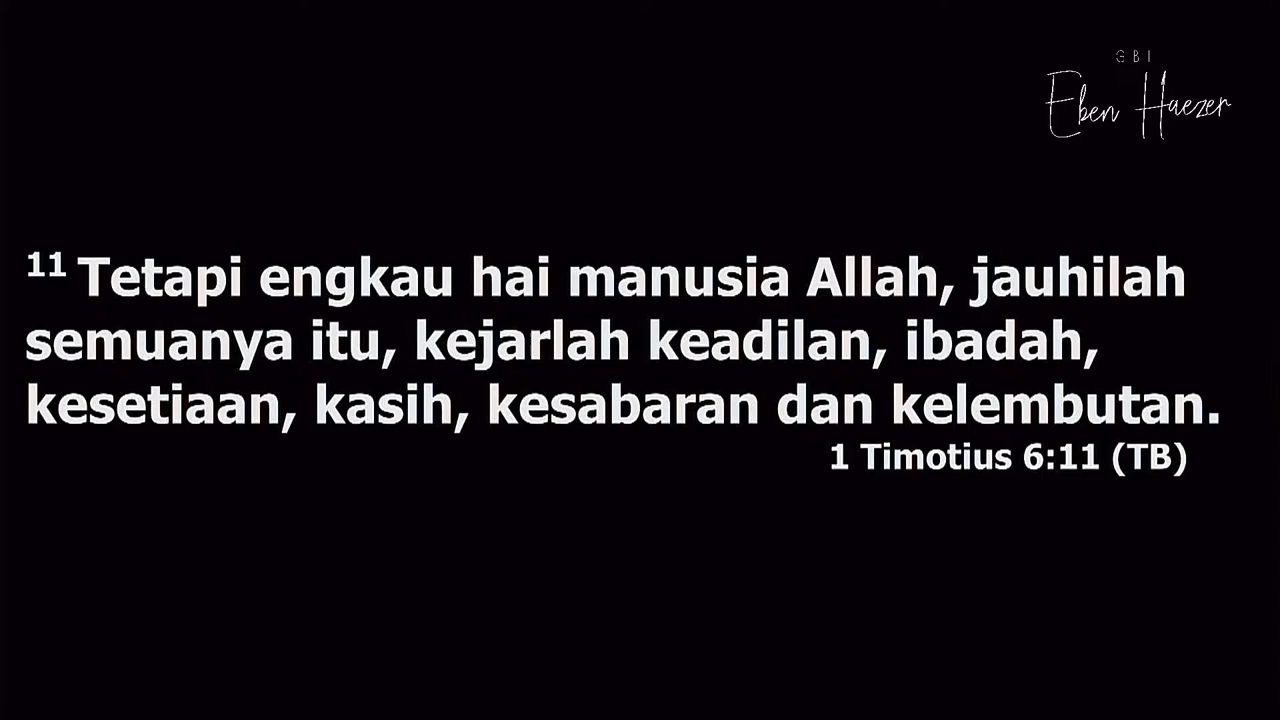 GBI
Eben Haezer
11 Tetapi engkau hai manusia Allah, jauhilah
semuanya itu, kejarlah keadilan, ibadah,
kesetiaan, kasih, kesabaran dan kelembutan.
1 Timotius 6:11 (TB)